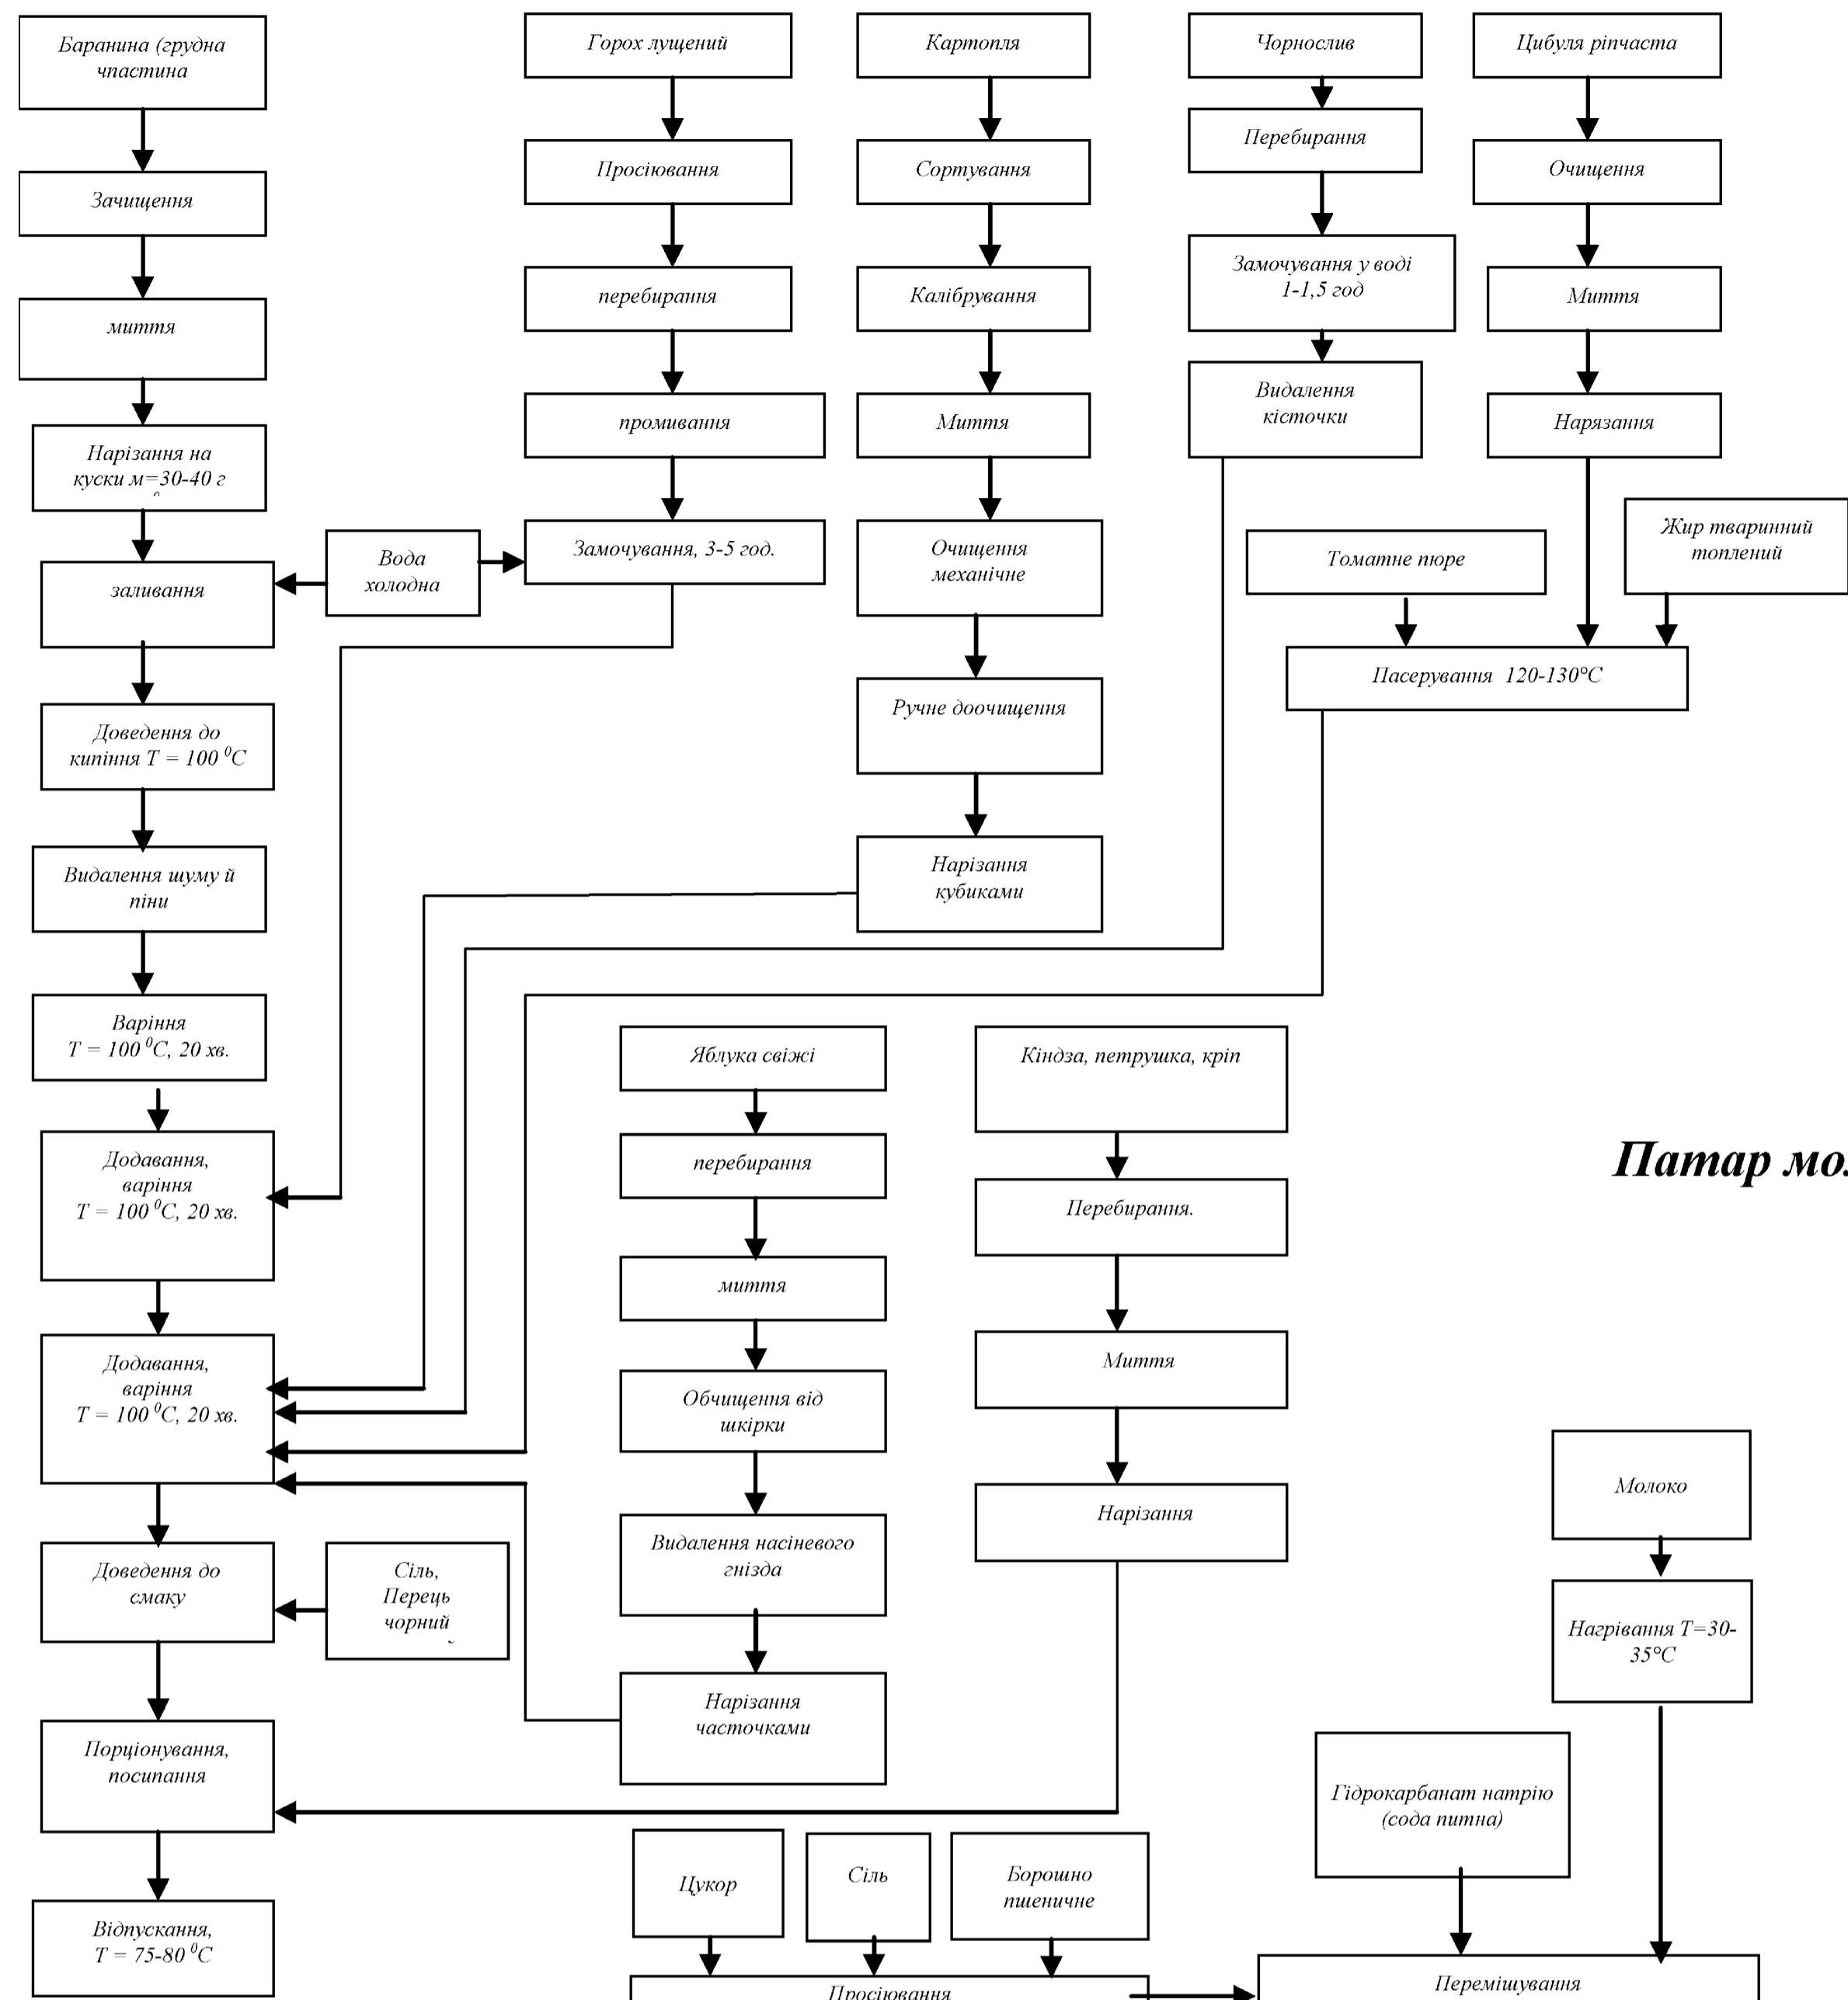 Баранина (грудна
чпастина
Зачищення
миття
Нарізання на
куски м=30-40 г
заливання
Доведення до
кипіння Т = 100 ⁰С
Видалення шуму й
піни
Варіння
Т = 100 ⁰С, 20 хв.
Додавання,
варіння
Т = 100 ⁰С, 20 хв.
Додавання,
варіння
Т = 100 ⁰С, 20 хв.
Доведення до
смаку
Порціонування,
посипання
Відпускання,
Т = 75-80 ⁰С
Вода
холодна
Сіль,
Перець
чорний
Горох лущений
Просіювання
перебирання
промивання
Замочування, 3-5 год.
Картопля
Сортування
Калібрування
Миття
Очищення
механічне
Ручне доочищення
Нарізання
кубиками
Чорнослив
Перебирання
Замочування у воді
1-1,5 год
Видалення
кісточки
Цибуля ріпчаста
Очищення
Миття
Нарязання
Томатне пюре
Жир тваринний
топлений
Пасерування 120-130°С
Яблука свіжі
перебирання
миття
Обчищення від
шкірки
Видалення насіневого
гнізда
Нарізання
часточками
Кіндза, петрушка, кріп
Перебирання.
Миття
Нарізання
Патар
Молоко
Нагрівання Т=30-
35°С
Гідрокарбанат натрію
(сода питна)
Цукор
Сіль
Борошно
пшеничне
Просіювання
Перемішування